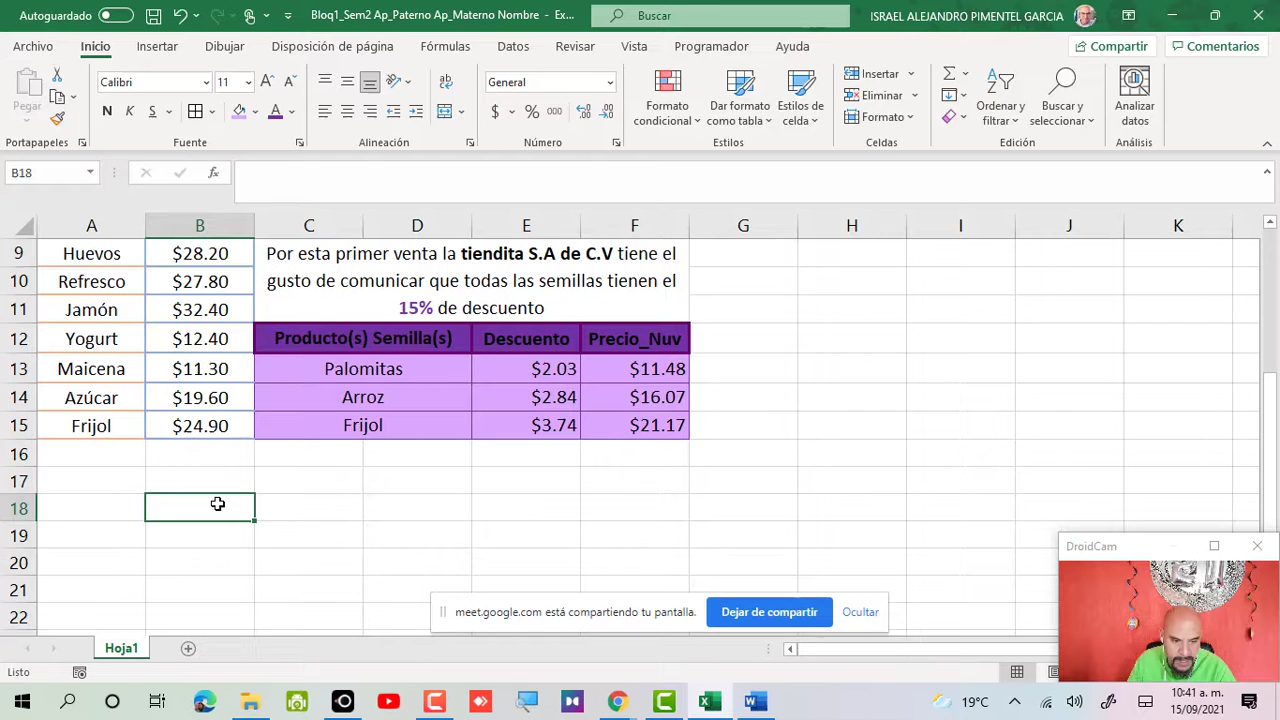 Autoguardado Bloq1_Sem2 Ap_Paterno Ap_Materno Nombre - Ex... Buscar ISRAEL ALEJANDRO PIMENTEL GARCIA
Archivo Inicio Insertar Dibujar Disposición de página Fórmulas Datos Revisar Vista Programador Ayuda Compartir Comentarios
Pegar Calibri 11 General Formato condicional Dar formato como tabla Estilos de celda Insertar Eliminar Formato Ordenar y filtrar Buscar y seleccionar Analizar datos
N K S $ % 000
Portapapeles Fuente Alineación Número Estilos Celdas Edición Análisis
B18 fx
A B C D E F G H I J K
9 Huevos $28.20 Por esta primer venta la tiendita S.A de C.V tiene el
10 Refresco $27.80 gusto de comunicar que todas las semillas tienen el
11 Jamón $32.40 15% de descuento
12 Yogurt $12.40 Producto(s) Semilla(s) Descuento Precio_Nuv
13 Maicena $11.30 Palomitas $2.03 $11.48
14 Azúcar $19.60 Arroz $2.84 $16.07
15 Frijol $24.90 Frijol $3.74 $21.17
16
17
18
19
20
21
22
DroidCam
meet.google.com está compartiendo tu pantalla. Dejar de compartir Ocultar
Hoja1
Listo
19°C 10:41 a. m.
15/09/2021